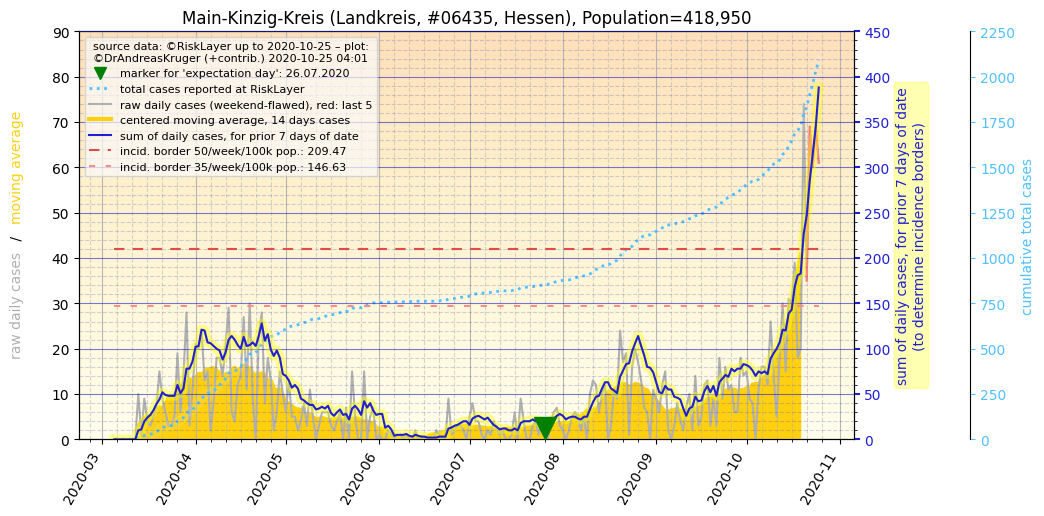 Main-Kinzig-Kreis (Landkreis, #06435, Hessen), Population=418,950
source data: ©RiskLayer up to 2020-10-25 – plot:
©DrAndreasKruger (+contrib.) 2020-10-25 04:01
marker for 'expectation day': 26.07.2020
total cases reported at RiskLayer
raw daily cases (weekend-flawed), red: last 5
centered moving average, 14 days cases
sum of daily cases, for prior 7 days of date
incid. border 50/week/100k pop.: 209.47
incid. border 35/week/100k pop.: 146.63
raw daily cases / moving average
90
80
70
60
50
40
30
20
10
0
2020-03
2020-04
2020-05
2020-06
2020-07
2020-08
2020-09
2020-10
2020-11
450
400
350
300
250
200
150
100
50
0
sum of daily cases, for prior 7 days of date
(to determine incidence borders)
2250
2000
1750
1500
1250
1000
750
500
250
0
cumulative total cases